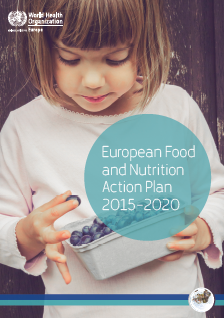 World Health
Organization
Europe
European Food
and Nutrition
Action Plan
2015–2020